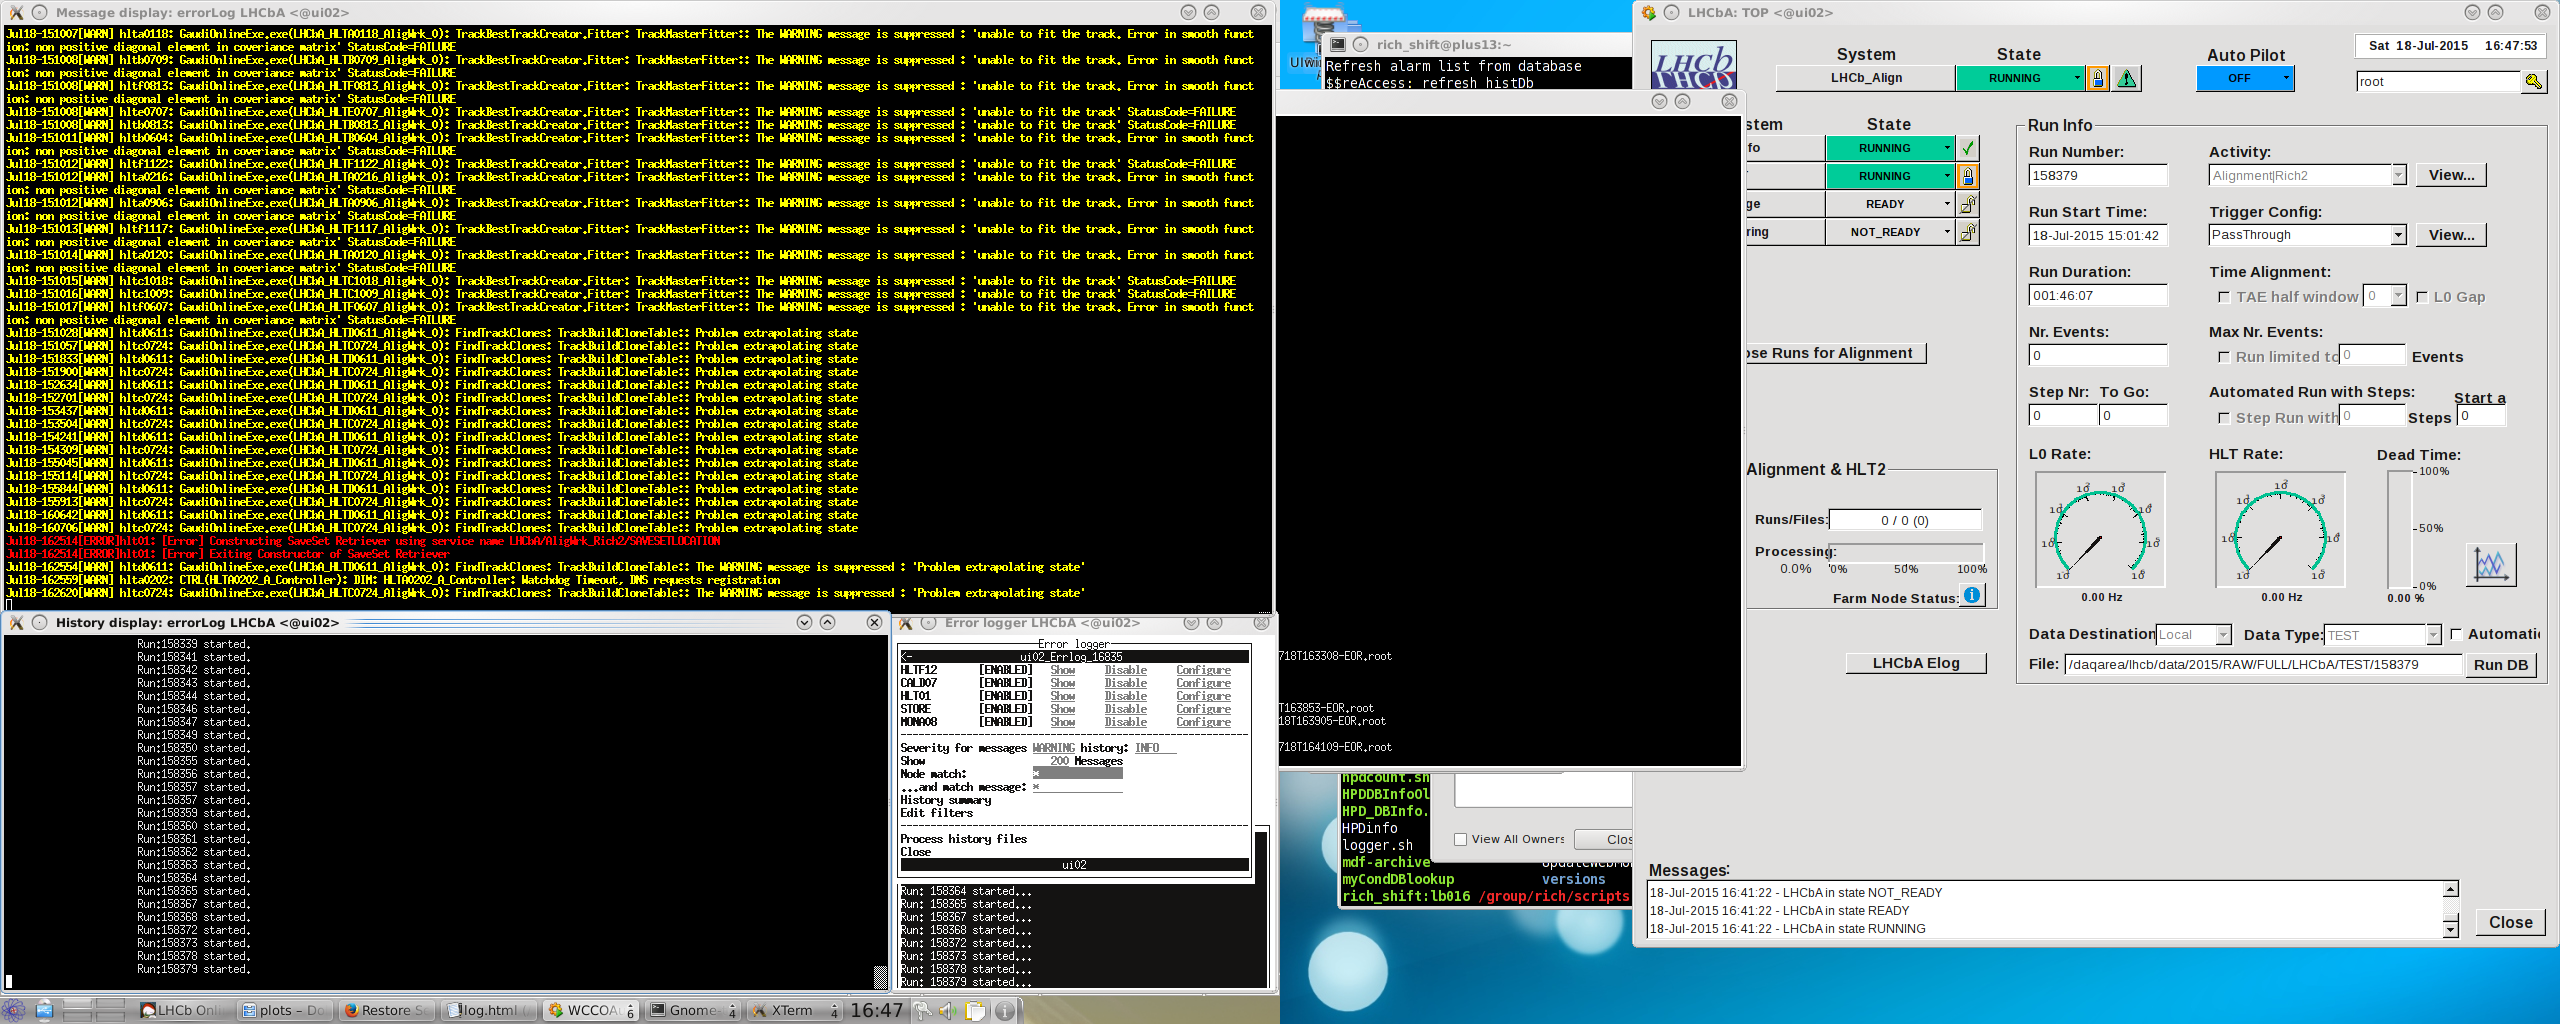 Message display: errorLog LHCbA <@ui02>
Jul18-151007[WARN] hlta0118: GaudiOnlineExe.exe(LHCbA_HLTA0118_AligWrk_0): TrackBestTrackCreator.Fitter: TrackMasterFitter:: The WARNING message is suppressed : 'unable to fit the track. Error in smooth funct
ion: non positive diagonal element in coveriance matrix' StatusCode=FAILURE
Jul18-151008[WARN] hltb0709: GaudiOnlineExe.exe(LHCbA_HLTB0709_AligWrk_0): TrackBestTrackCreator.Fitter: TrackMasterFitter:: The WARNING message is suppressed : 'unable to fit the track. Error in smooth funct
ion: non positive diagonal element in coveriance matrix' StatusCode=FAILURE
Jul18-151008[WARN] hltf0813: GaudiOnlineExe.exe(LHCbA_HLTF0813_AligWrk_0): TrackBestTrackCreator.Fitter: TrackMasterFitter:: The WARNING message is suppressed : 'unable to fit the track. Error in smooth funct
ion: non positive diagonal element in coveriance matrix' StatusCode=FAILURE
Jul18-151008[WARN] hlte0707: GaudiOnlineExe.exe(LHCbA_HLTE0707_AligWrk_0): TrackBestTrackCreator.Fitter: TrackMasterFitter:: The WARNING message is suppressed : 'unable to fit the track' StatusCode=FAILURE
Jul18-151008[WARN] hltb0813: GaudiOnlineExe.exe(LHCbA_HLTB0813_AligWrk_0): TrackBestTrackCreator.Fitter: TrackMasterFitter:: The WARNING message is suppressed : 'unable to fit the track' StatusCode=FAILURE
Jul18-151011[WARN] hltb0604: GaudiOnlineExe.exe(LHCbA_HLTB0604_AligWrk_0): TrackBestTrackCreator.Fitter: TrackMasterFitter:: The WARNING message is suppressed : 'unable to fit the track. Error in smooth funct
ion: non positive diagonal element in coveriance matrix' StatusCode=FAILURE
Jul18-151012[WARN] hltf1122: GaudiOnlineExe.exe(LHCbA_HLTF1122_AligWrk_0): TrackBestTrackCreator.Fitter: TrackMasterFitter:: The WARNING message is suppressed : 'unable to fit the track' StatusCode=FAILURE
Jul18-151012[WARN] hlta0216: GaudiOnlineExe.exe(LHCbA_HLTA0216_AligWrk_0): TrackBestTrackCreator.Fitter: TrackMasterFitter:: The WARNING message is suppressed : 'unable to fit the track. Error in smooth funct
ion: non positive diagonal element in coveriance matrix' StatusCode=FAILURE
Jul18-151012[WARN] hlta0906: GaudiOnlineExe.exe(LHCbA_HLTA0906_AligWrk_0): TrackBestTrackCreator.Fitter: TrackMasterFitter:: The WARNING message is suppressed : 'unable to fit the track. Error in smooth funct
ion: non positive diagonal element in coveriance matrix' StatusCode=FAILURE
Jul18-151013[WARN] hltf1117: GaudiOnlineExe.exe(LHCbA_HLTF1117_AligWrk_0): TrackBestTrackCreator.Fitter: TrackMasterFitter:: The WARNING message is suppressed : 'unable to fit the track. Error in smooth funct
ion: non positive diagonal element in coveriance matrix' StatusCode=FAILURE
Jul18-151014[WARN] hlta0120: GaudiOnlineExe.exe(LHCbA_HLTA0120_AligWrk_0): TrackBestTrackCreator.Fitter: TrackMasterFitter:: The WARNING message is suppressed : 'unable to fit the track. Error in smooth funct
ion: non positive diagonal element in coveriance matrix' StatusCode=FAILURE
Jul18-151015[WARN] hltc1018: GaudiOnlineExe.exe(LHCbA_HLTC1018_AligWrk_0): TrackBestTrackCreator.Fitter: TrackMasterFitter:: The WARNING message is suppressed : 'unable to fit the track' StatusCode=FAILURE
Jul18-151016[WARN] hltc1009: GaudiOnlineExe.exe(LHCbA_HLTC1009_AligWrk_0): TrackBestTrackCreator.Fitter: TrackMasterFitter:: The WARNING message is suppressed : 'unable to fit the track' StatusCode=FAILURE
Jul18-151017[WARN] hltf0607: GaudiOnlineExe.exe(LHCbA_HLTF0607_AligWrk_0): TrackBestTrackCreator.Fitter: TrackMasterFitter:: The WARNING message is suppressed : 'unable to fit the track. Error in smooth funct
ion: non positive diagonal element in coveriance matrix' StatusCode=FAILURE
Jul18-151028[WARN] hltd0611: GaudiOnlineExe.exe(LHCbA_HLTD0611_AligWrk_0): FindTrackClones: TrackBuildCloneTable:: Problem extrapolating state
Jul18-151057[WARN] hltc0724: GaudiOnlineExe.exe(LHCbA_HLTC0724_AligWrk_0): FindTrackClones: TrackBuildCloneTable:: Problem extrapolating state
Jul18-151833[WARN] hltd0611: GaudiOnlineExe.exe(LHCbA_HLTD0611_AligWrk_0): FindTrackClones: TrackBuildCloneTable:: Problem extrapolating state
Jul18-151900[WARN] hltc0724: GaudiOnlineExe.exe(LHCbA_HLTC0724_AligWrk_0): FindTrackClones: TrackBuildCloneTable:: Problem extrapolating state
Jul18-152634[WARN] hltd0611: GaudiOnlineExe.exe(LHCbA_HLTD0611_AligWrk_0): FindTrackClones: TrackBuildCloneTable:: Problem extrapolating state
Jul18-152701[WARN] hltc0724: GaudiOnlineExe.exe(LHCbA_HLTC0724_AligWrk_0): FindTrackClones: TrackBuildCloneTable:: Problem extrapolating state
Jul18-153437[WARN] hltd0611: GaudiOnlineExe.exe(LHCbA_HLTD0611_AligWrk_0): FindTrackClones: TrackBuildCloneTable:: Problem extrapolating state
Jul18-153504[WARN] hltc0724: GaudiOnlineExe.exe(LHCbA_HLTC0724_AligWrk_0): FindTrackClones: TrackBuildCloneTable:: Problem extrapolating state
Jul18-154241[WARN] hltd0611: GaudiOnlineExe.exe(LHCbA_HLTD0611_AligWrk_0): FindTrackClones: TrackBuildCloneTable:: Problem extrapolating state
Jul18-154309[WARN] hltc0724: GaudiOnlineExe.exe(LHCbA_HLTC0724_AligWrk_0): FindTrackClones: TrackBuildCloneTable:: Problem extrapolating state
Jul18-155045[WARN] hltd0611: GaudiOnlineExe.exe(LHCbA_HLTD0611_AligWrk_0): FindTrackClones: TrackBuildCloneTable:: Problem extrapolating state
Jul18-155114[WARN] hltc0724: GaudiOnlineExe.exe(LHCbA_HLTC0724_AligWrk_0): FindTrackClones: TrackBuildCloneTable:: Problem extrapolating state
Jul18-155844[WARN] hltd0611: GaudiOnlineExe.exe(LHCbA_HLTD0611_AligWrk_0): FindTrackClones: TrackBuildCloneTable:: Problem extrapolating state
Jul18-155913[WARN] hltc0724: GaudiOnlineExe.exe(LHCbA_HLTC0724_AligWrk_0): FindTrackClones: TrackBuildCloneTable:: Problem extrapolating state
Jul18-160642[WARN] hltd0611: GaudiOnlineExe.exe(LHCbA_HLTD0611_AligWrk_0): FindTrackClones: TrackBuildCloneTable:: Problem extrapolating state
Jul18-160706[WARN] hltc0724: GaudiOnlineExe.exe(LHCbA_HLTC0724_AligWrk_0): FindTrackClones: TrackBuildCloneTable:: Problem extrapolating state
Jul18-162514[ERROR]hlt01: [Error] Constructing SaveSet Retriever using service name LHCbA/AligWrk_Rich2/SAVESETLOCATION
Jul18-162514[ERROR]hlt01: [Error] Exiting Constructor of SaveSet Retriever
Jul18-162554[WARN] hltd0611: GaudiOnlineExe.exe(LHCbA_HLTD0611_AligWrk_0): FindTrackClones: TrackBuildCloneTable:: The WARNING message is suppressed : 'Problem extrapolating state'
Jul18-162559[WARN] hlta0202: CTRL(HLTA0202_A_Controller): DIM: HLTA0202_A_Controller: Watchdog Timeout, DNS requests registration
Jul18-162620[WARN] hltc0724: GaudiOnlineExe.exe(LHCbA_HLTC0724_AligWrk_0): FindTrackClones: TrackBuildCloneTable:: The WARNING message is suppressed : 'Problem extrapolating state'
History display: errorLog LHCbA <@ui02>
Run:158339 started.
Run:158341 started.
Run:158342 started.
Run:158343 started.
Run:158344 started.
Run:158346 started.
Run:158347 started.
Run:158349 started.
Run:158350 started.
Run:158355 started.
Run:158356 started.
Run:158357 started.
Run:158357 started.
Run:158359 started.
Run:158360 started.
Run:158361 started.
Run:158362 started.
Run:158363 started.
Run:158364 started.
Run:158365 started.
Run:158367 started.
Run:158368 started.
Run:158372 started.
Run:158373 started.
Run:158378 started.
Run:158379 started.
Error logger LHCbA <@ui02>
Error logger
<- ui02_Errlog_16835
HLTF12 [ENABLED] Show Disable Configure
CALD07 [ENABLED] Show Disable Configure
HLT01 [ENABLED] Show Disable Configure
STORE [ENABLED] Show Disable Configure
MONA08 [ENABLED] Show Disable Configure
Severity for messages WARNING history: INFO
Show 200 Messages
Node match: *
...and match message: *
History summary
Edit filters
Process history files
Close
ui02
Run: 158364 started...
Run: 158365 started...
Run: 158367 started...
Run: 158368 started...
Run: 158372 started...
Run: 158373 started...
Run: 158378 started...
Run: 158379 started...
LHCb Onli
plots – Do
Restore S
log.html (
WCCOA
6
Gnome
4
XTerm
4
16:47
UIwi
rich_shift@plus13:~
Refresh alarm list from database
$$reAccess: refresh histDb
718T163308-EOR.root
T163853-EOR.root
18T163905-EOR.root
718T164109-EOR.root
hpdcount.sh
HPDDBInfoOl
HPD_DBInfo.
HPDinfo
logger.sh
mdf-archive
myCondDBlookup versions
rich_shift:lb016 /group/rich/scripts
View All Owners
Clos
LHCbA: TOP <@ui02>
LHCb
System State Auto Pilot
LHCb_Align RUNNING OFF
Sat 18-Jul-2015 16:47:53
root
stem State
fo RUNNING
RUNNING
ge READY
ring NOT_READY
ose Runs for Alignment
Alignment & HLT2
Runs/Files: 0 / 0 (0)
Processing:
0.0% 0% 50% 100%
Farm Node Status:
LHCbA Elog
Run Info
Run Number: Activity:
158379 Alignment|Rich2 View...
Run Start Time: Trigger Config:
18-Jul-2015 15:01:42 PassThrough View...
Run Duration: Time Alignment:
001:46:07 TAE half window 0 L0 Gap
Nr. Events: Max Nr. Events:
0 Run limited to 0 Events
Step Nr: To Go: Automated Run with Steps: Start a
0 0 Step Run with 0 Steps 0
L0 Rate: HLT Rate: Dead Time:
100%
50%
0%
0.00 Hz 0.00 Hz 0.00 %
Data Destination Local Data Type: TEST Automati
File: /daqarea/lhcb/data/2015/RAW/FULL/LHCbA/TEST/158379 Run DB
Messages:
18-Jul-2015 16:41:22 - LHCbA in state NOT_READY
18-Jul-2015 16:41:22 - LHCbA in state READY
18-Jul-2015 16:41:22 - LHCbA in state RUNNING
Close